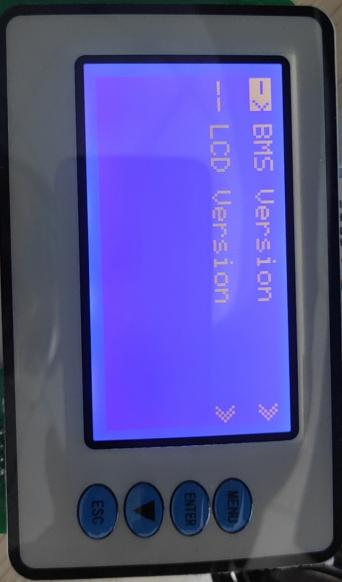 → BMS Version »
-- LCD Version »
MENU
ENTER
▼
ESC